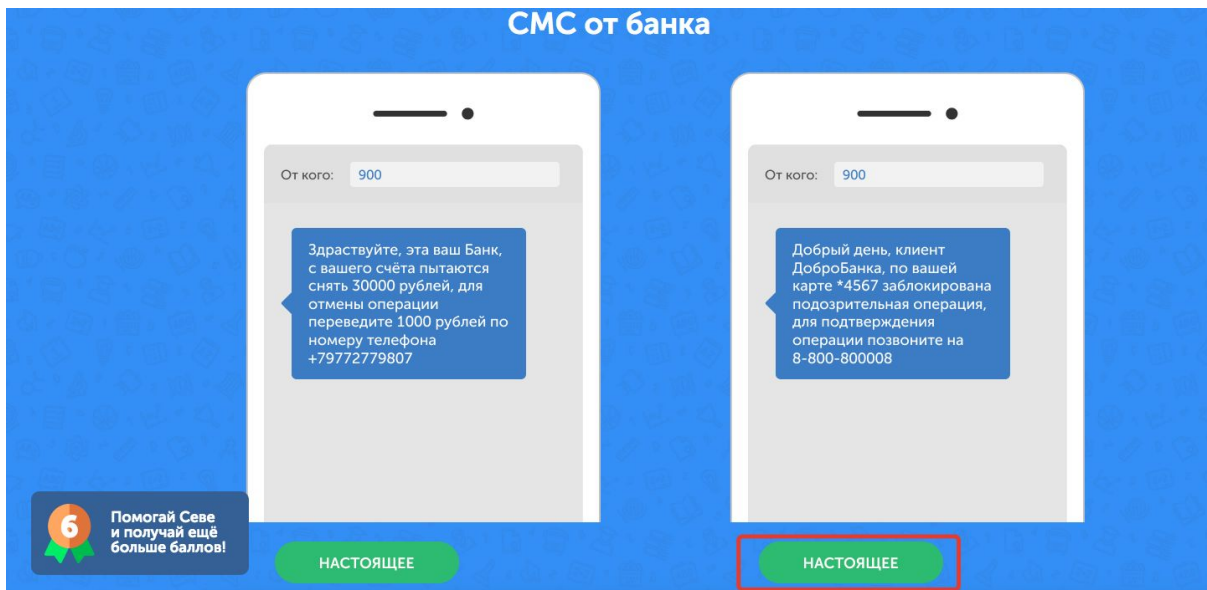 СМС от банка
От кого: 900
Здраствуйте, эта ваш Банк,
с вашего счёта пытаются
снять 30000 рублей, для
отмены операции
переведите 1000 рублей по
номеру телефона
+79772779807
НАСТОЯЩЕЕ
От кого: 900
Добрый день, клиент
ДоброБанка, по вашей
карте *4567 заблокирована
подозрительная операция,
для подтверждения
операции позвоните на
8-800-800008
НАСТОЯЩЕЕ
6
Помогай Севе
и получай ещё
больше баллов!